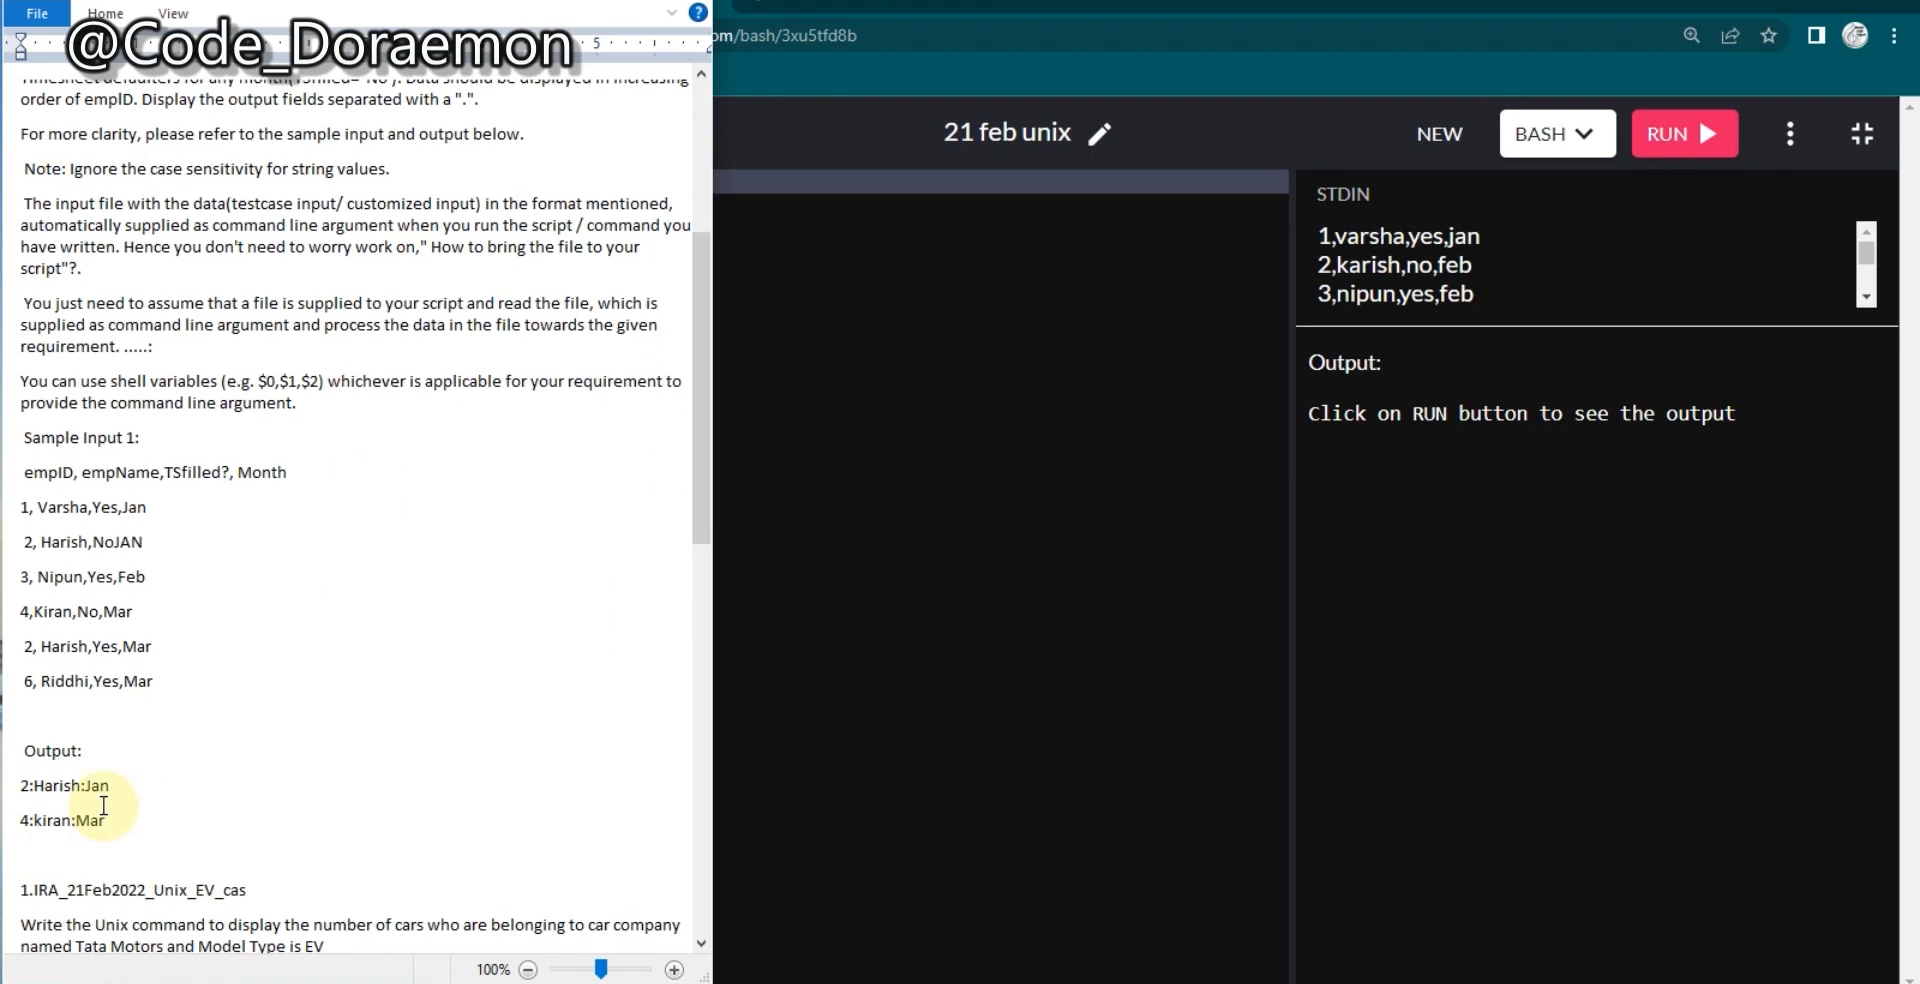 File Home View
@Code_Doraemon
5
om/bash/3xu5tfd8b
order of empID. Display the output fields separated with a ".".
For more clarity, please refer to the sample input and output below.
Note: Ignore the case sensitivity for string values.
The input file with the data(testcase input/ customized input) in the format mentioned,
automatically supplied as command line argument when you run the script / command you
have written. Hence you don't need to worry work on," How to bring the file to your
script"?.
You just need to assume that a file is supplied to your script and read the file, which is
supplied as command line argument and process the data in the file towards the given
requirement. .....:
You can use shell variables (e.g. $0,$1,$2) whichever is applicable for your requirement to
provide the command line argument.
Sample Input 1:
empID, empName,TSfilled?, Month
1, Varsha,Yes,Jan
2, Harish,NoJAN
3, Nipun,Yes,Feb
4,Kiran,No,Mar
2, Harish,Yes,Mar
6, Riddhi,Yes,Mar
Output:
2:Harish:Jan
4:kiran:Mar
1.IRA_21Feb2022_Unix_EV_cas
Write the Unix command to display the number of cars who are belonging to car company
named Tata Motors and Model Type is EV
100%
21 feb unix
NEW
BASH
RUN
STDIN
1,varsha,yes,jan
2,karish,no,feb
3,nipun,yes,feb
Output:
Click on RUN button to see the output